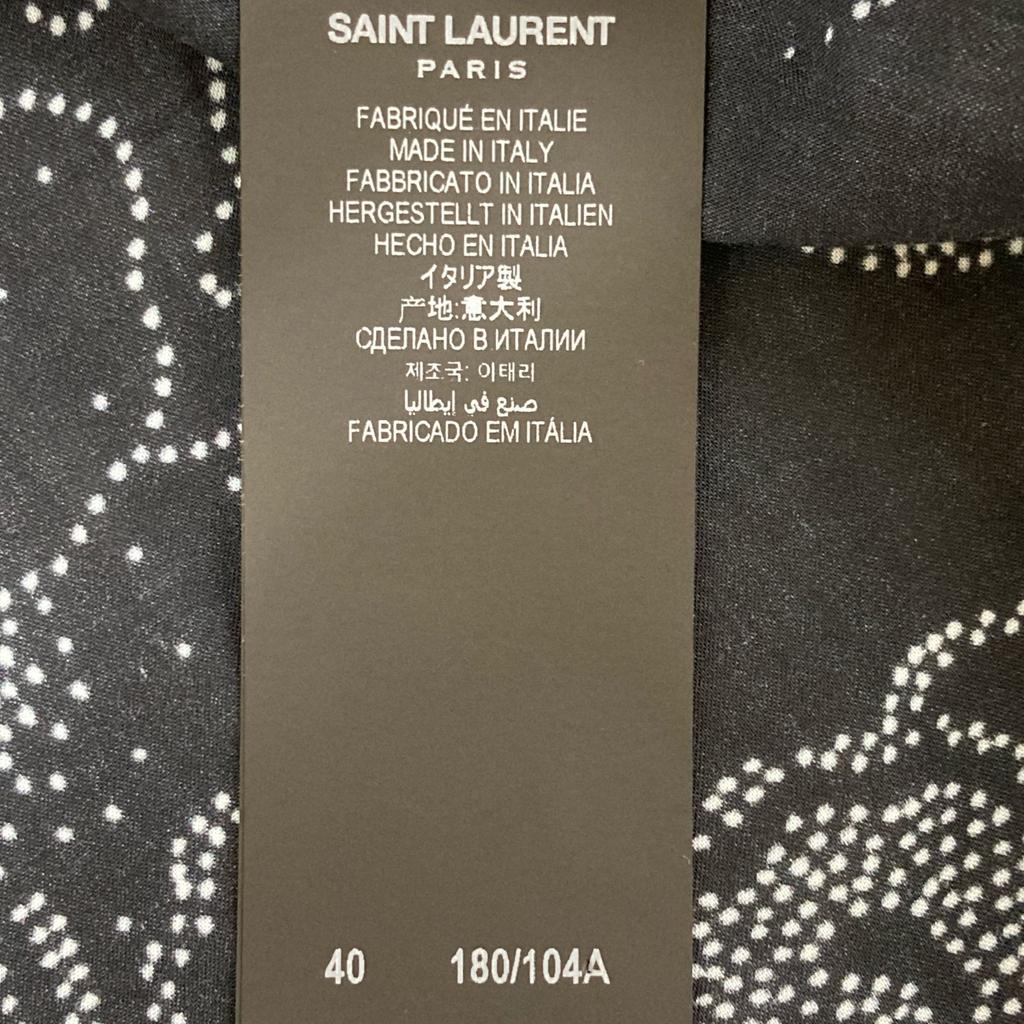 SAINT LAURENT
PARIS
FABRIQUÉ EN ITALIE
MADE IN ITALY
FABBRICATO IN ITALIA
HERGESTELLT IN ITALIEN
HECHO EN ITALIA
イタリア製
产地:意大利
СДЕЛАНО В ИТАЛИИ
제조국: 이태리
صنع في إيطاليا
FABRICADO EM ITÁLIA
40 180/104A